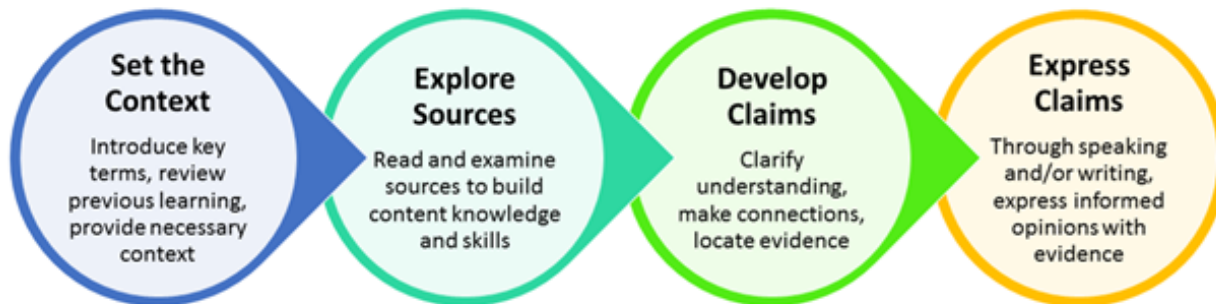 Set the
Context
Introduce key
terms, review
previous learning,
provide necessary
context
Explore
Sources
Read and examine
sources to build
content knowledge
and skills
Develop
Claims
Clarify
understanding,
make connections,
locate evidence
Express
Claims
Through speaking
and/or writing,
express informed
opinions with
evidence